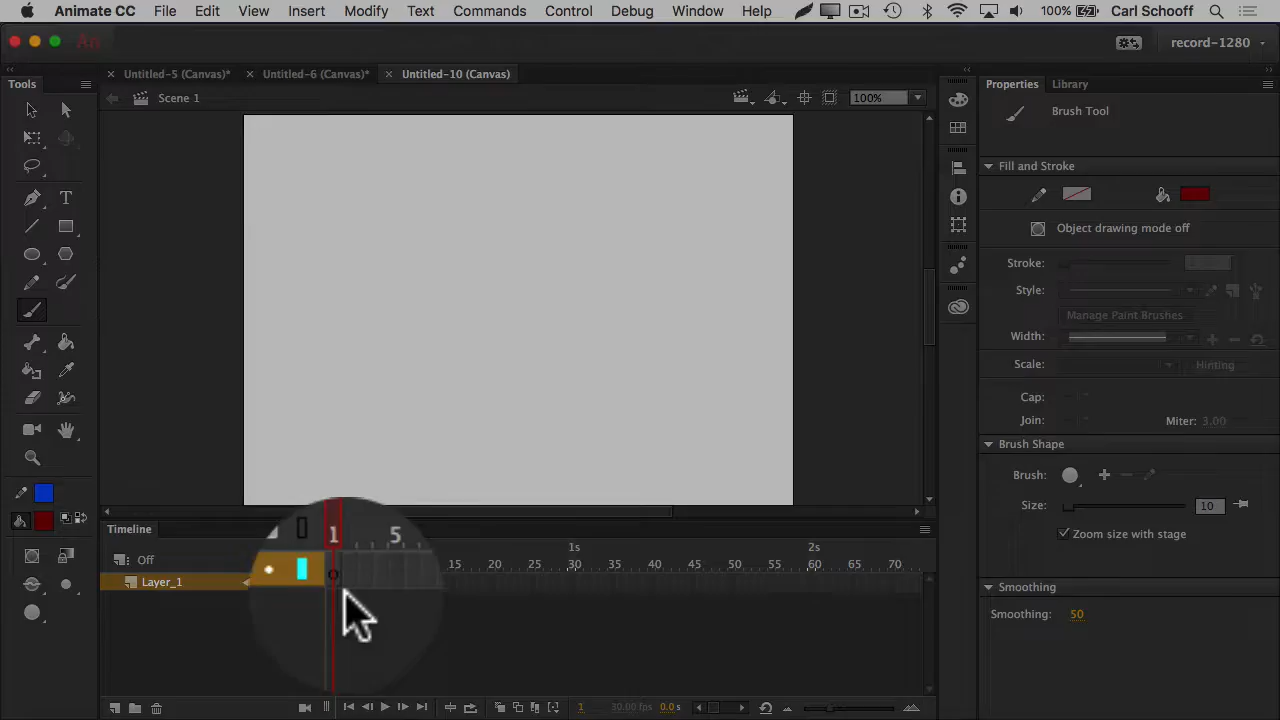 Animate CC File Edit View Insert Modify Text Commands Control Debug Window Help 100% Carl Schooff
An record-1280
Untitled-5 (Canvas)* Untitled-6 (Canvas)* Untitled-10 (Canvas)
Tools Properties Library
Scene 1 100%
Brush Tool
Fill and Stroke
Object drawing mode off
Stroke:
Style:
Manage Paint Brushes
Width:
Scale: Hinting
Cap:
Join: Miter: 3.00
Brush Shape
Brush:
Size: 10
Zoom size with stage
Smoothing
Smoothing: 50
Timeline
1 5
1s 2s
Off 15 20 25 30 35 40 45 50 55 60 65 70
Layer_1
1 30.00 fps 0.0 s